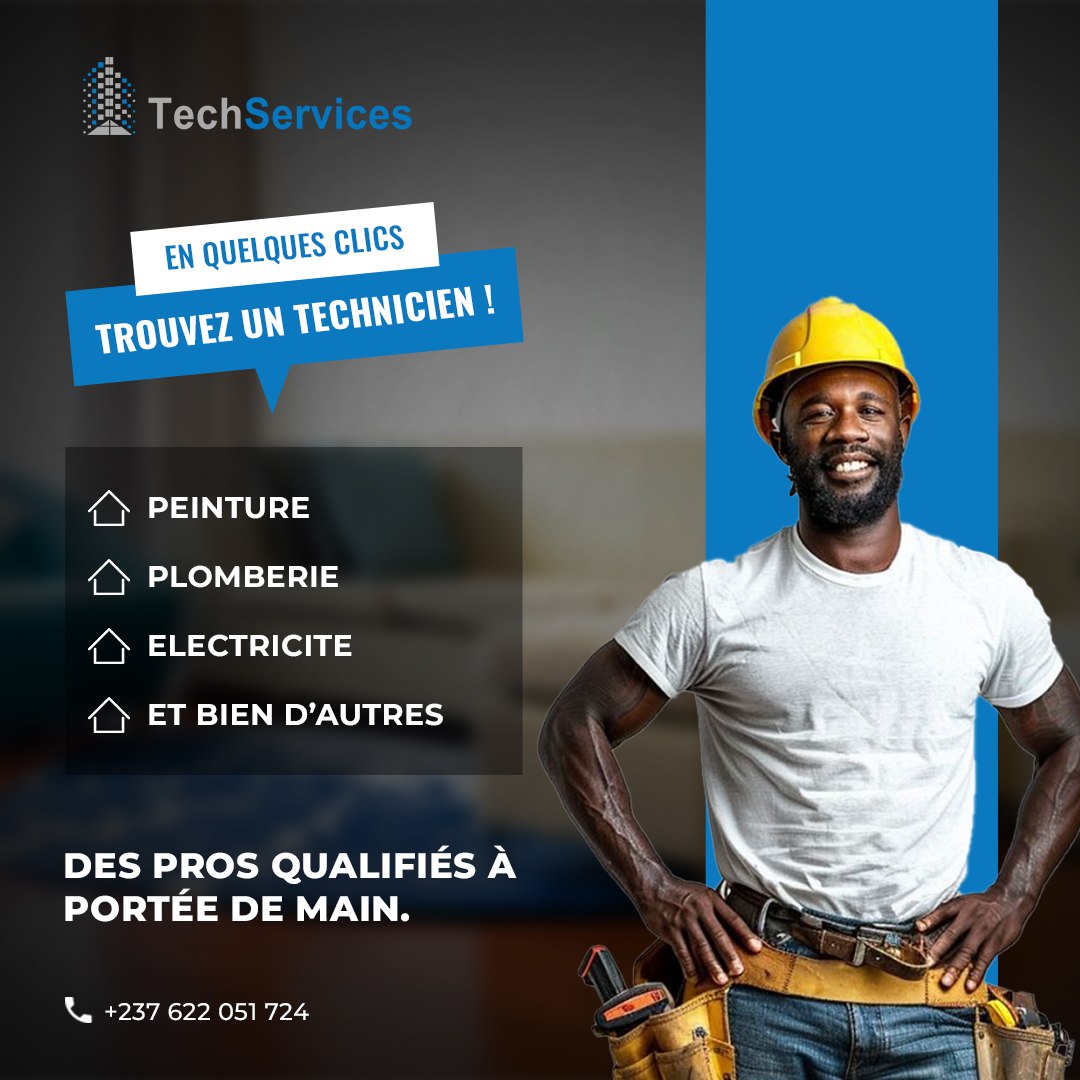 TechServices
EN QUELQUES CLICS
TROUVEZ UN TECHNICIEN !
PEINTURE
PLOMBERIE
ELECTRICITE
ET BIEN D’AUTRES
DES PROS QUALIFIÉS À
PORTÉE DE MAIN.
+237 622 051 724